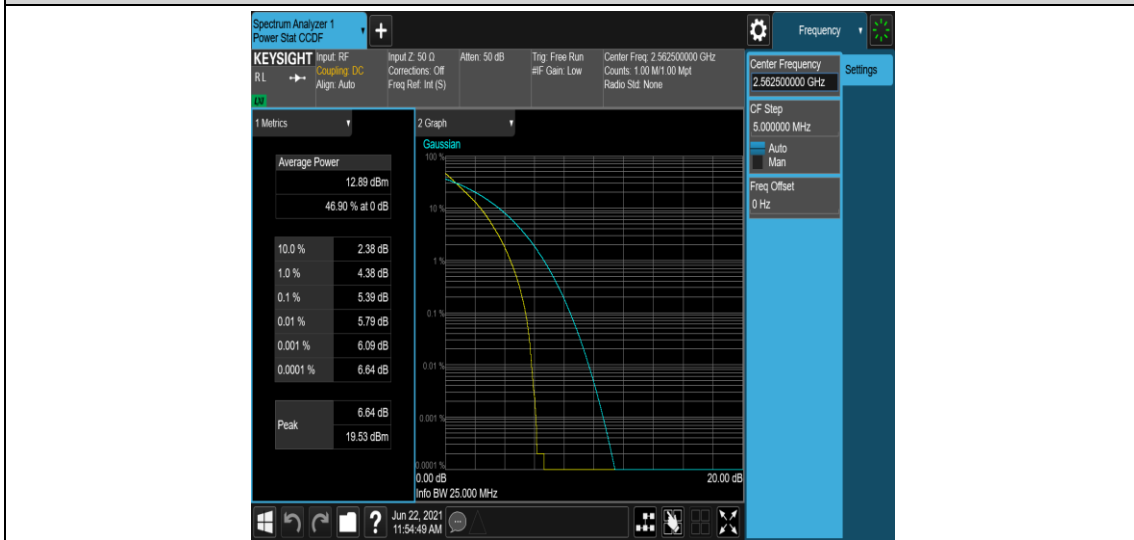 Spectrum Analyzer 1
Power Stat CCDF
+
Frequency
KEYSIGHT
RL
Input: RF
Coupling: DC
Align: Auto
Input Z: 50 Ω
Corrections: Off
Freq Ref: Int (S)
Atten: 50 dB
Trig: Free Run
#IF Gain: Low
Center Freq: 2.562500000 GHz
Counts: 1.00 M/1.00 Mpt
Radio Std: None
Center Frequency
2.562500000 GHz
Settings
CF Step
5.000000 MHz
Auto
Man
Freq Offset
0 Hz
1 Metrics
Average Power
12.89 dBm
46.90 % at 0 dB
10.0 % 2.38 dB
1.0 % 4.38 dB
0.1 % 5.39 dB
0.01 % 5.79 dB
0.001 % 6.09 dB
0.0001 % 6.64 dB
Peak
6.64 dB
19.53 dBm
2 Graph
Gaussian
100 %
10 %
1 %
0.1 %
0.01 %
0.001 %
0.0001 %
0.00 dB 20.00 dB
Info BW 25.000 MHz
?
Jun 22, 2021
11:54:49 AM